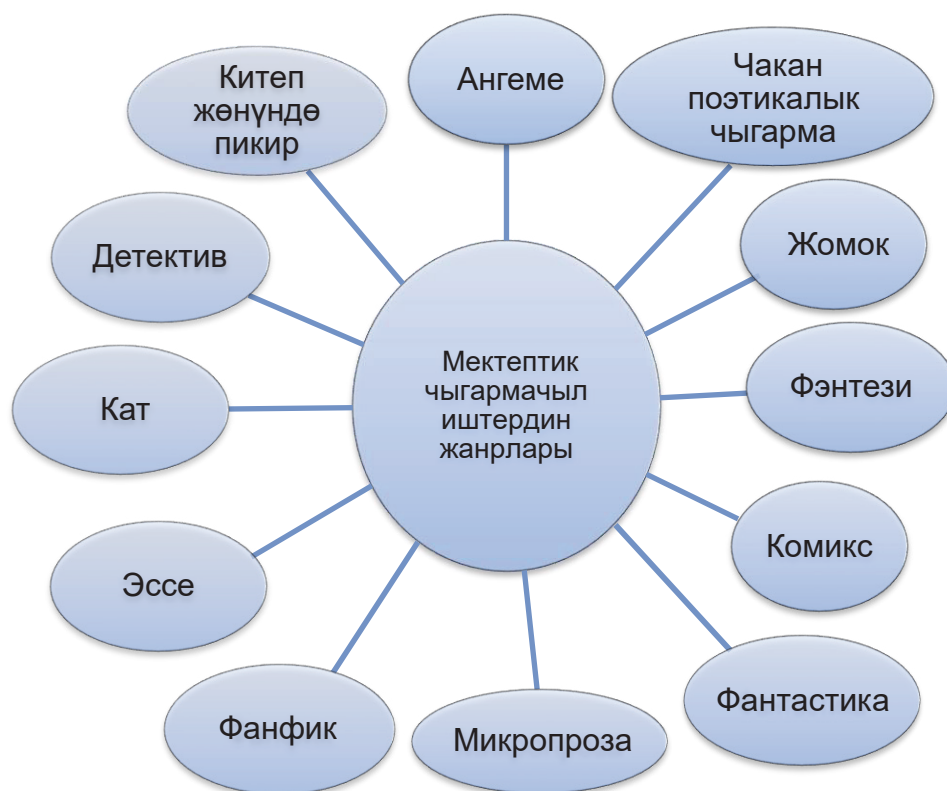 Китеп
жөнүндө
пикир
Ангеме
Чакан
поэтикалык
чыгарма
Детектив
Жомок
Мектептик
чыгармачыл
иштердин
жанрлары
Кат
Фэнтези
Эссе
Комикс
Фанфик
Микропроза
Фантастика